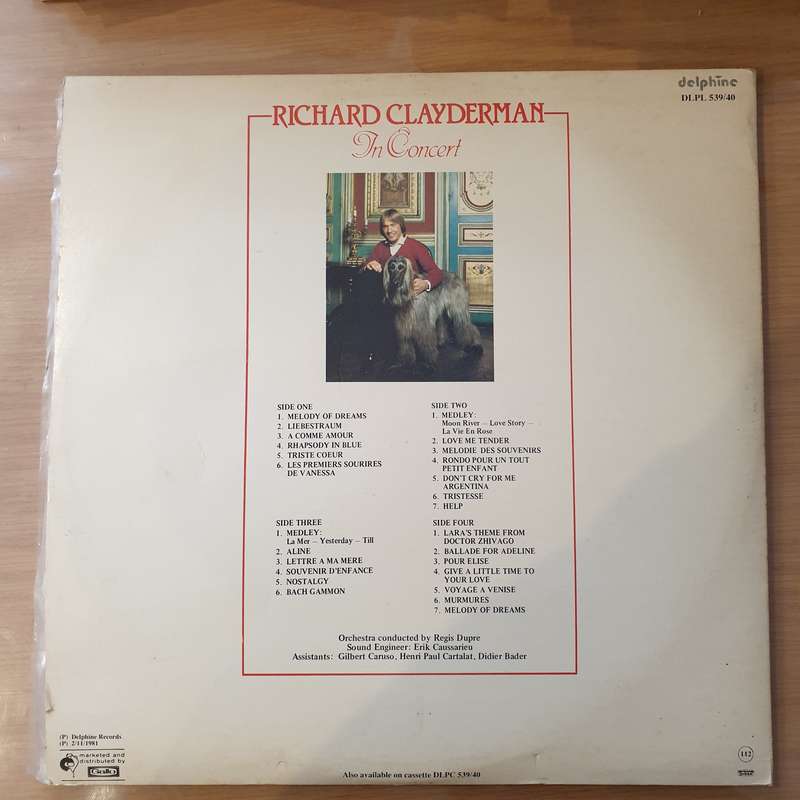 delphine
DLPL 539/40
RICHARD CLAYDERMAN
In Concert
SIDE ONE
1. MELODY OF DREAMS
2. LIEBESTRAUM
3. A COMME AMOUR
4. RHAPSODY IN BLUE
5. TRISTE COEUR
6. LES PREMIERS SOURIRES
DE VANESSA
SIDE TWO
1. MEDLEY:
Moon River – Love Story –
La Vie En Rose
2. LOVE ME TENDER
3. MELODIE DES SOUVENIRS
4. RONDO POUR UN TOUT
PETIT ENFANT
5. DON'T CRY FOR ME
ARGENTINA
6. TRISTESSE
7. HELP
SIDE THREE
1. MEDLEY:
La Mer – Yesterday – Till
2. ALINE
3. LETTRE A MA MERE
4. SOUVENIR D'ENFANCE
5. NOSTALGY
6. BACH GAMMON
SIDE FOUR
1. LARA'S THEME FROM
DOCTOR ZHIVAGO
2. BALLADE FOR ADELINE
3. POUR ELISE
4. GIVE A LITTLE TIME TO
YOUR LOVE
5. VOYAGE A VENISE
6. MURMURES
7. MELODY OF DREAMS
Orchestra conducted by Regis Dupre
Sound Engineer: Erik Caussarieu
Assistants: Gilbert Caruso, Henri Paul Cartalat, Didier Bader
(P) Delphine Records
(P) 2/11/1981
marketed and
distributed by
Gallo
Also available on cassette DLPC 539/40
112